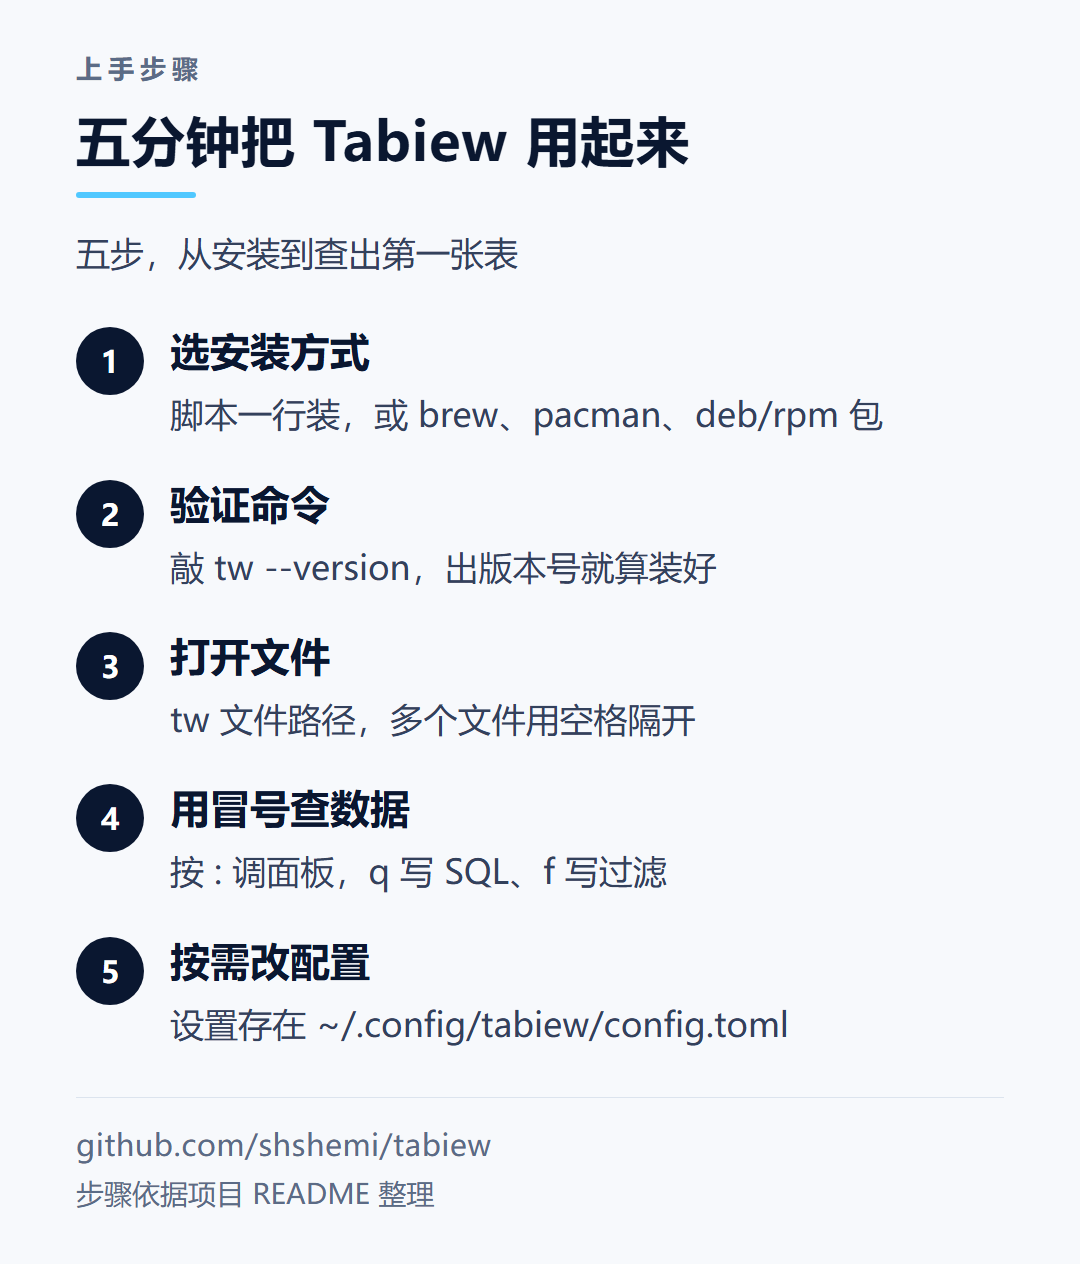 上手步骤
五分钟把 Tabiew 用起来
五步，从安装到查出第一张表
1
选安装方式
脚本一行装，或 brew、pacman、deb/rpm 包
2
验证命令
敲 tw --version，出版本号就算装好
3
打开文件
tw 文件路径，多个文件用空格隔开
4
用冒号查数据
按 : 调面板，q 写 SQL、f 写过滤
5
按需改配置
设置存在 ~/.config/tabiew/config.toml
github.com/shshemi/tabiew
步骤依据项目 README 整理